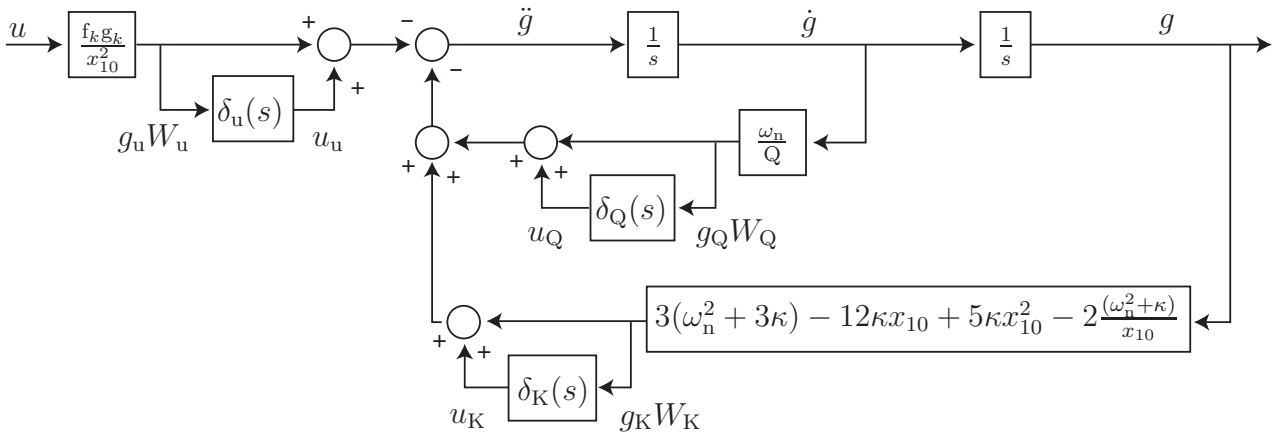 u
f_k g_k / x_10^2
+
+
−
−
g̈
1/s
ġ
1/s
g
δ_u(s)
g_u W_u
u_u
+
+
+
+
ω_n/Q
δ_Q(s)
u_Q
g_Q W_Q
+
+
3(ω_n^2 + 3κ) − 12κx_10 + 5κx_10^2 − 2(ω_n^2+κ)/x_10
δ_K(s)
u_K
g_K W_K